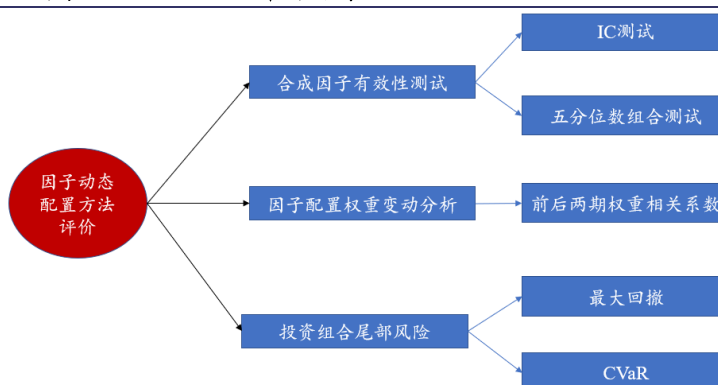 IC测试
合成因子有效性测试
五分位数组合测试
因子动态
配置方法
评价
因子配置权重变动分析
前后两期权重相关系数
最大回撤
投资组合尾部风险
CVaR